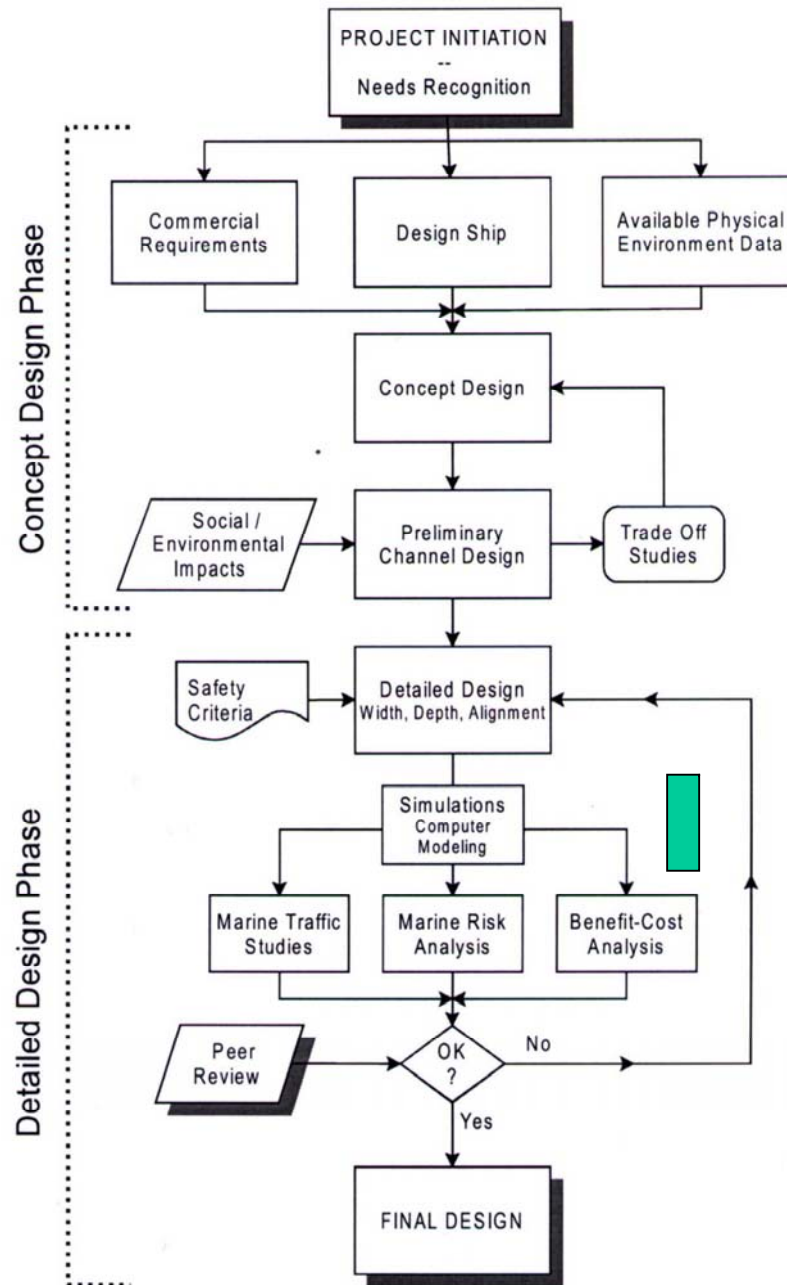 PROJECT INITIATION
--
Needs Recognition
Commercial
Requirements
Design Ship
Available Physical
Environment Data
Concept Design Phase
Concept Design
Social /
Environmental
Impacts
Preliminary
Channel Design
Trade Off
Studies
Detailed Design Phase
Safety
Criteria
Detailed Design
Width, Depth, Alignment
Simulations
Computer
Modeling
Marine Traffic
Studies
Marine Risk
Analysis
Benefit-Cost
Analysis
Peer
Review
OK
?
No
Yes
FINAL DESIGN